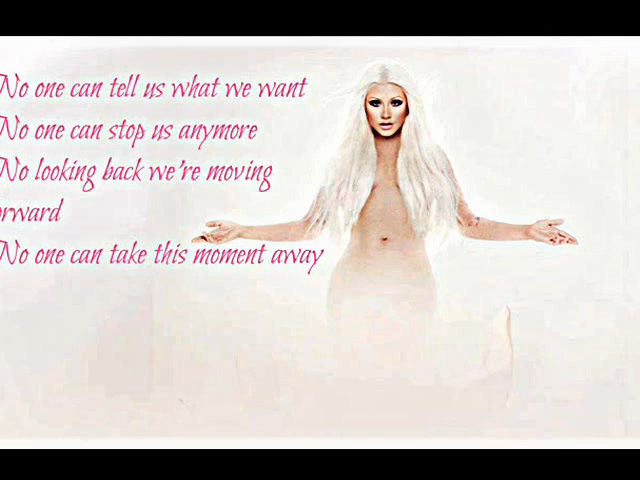 No one can tell us what we want
No one can stop us anymore
No looking back we're moving
orward
No one can take this moment away